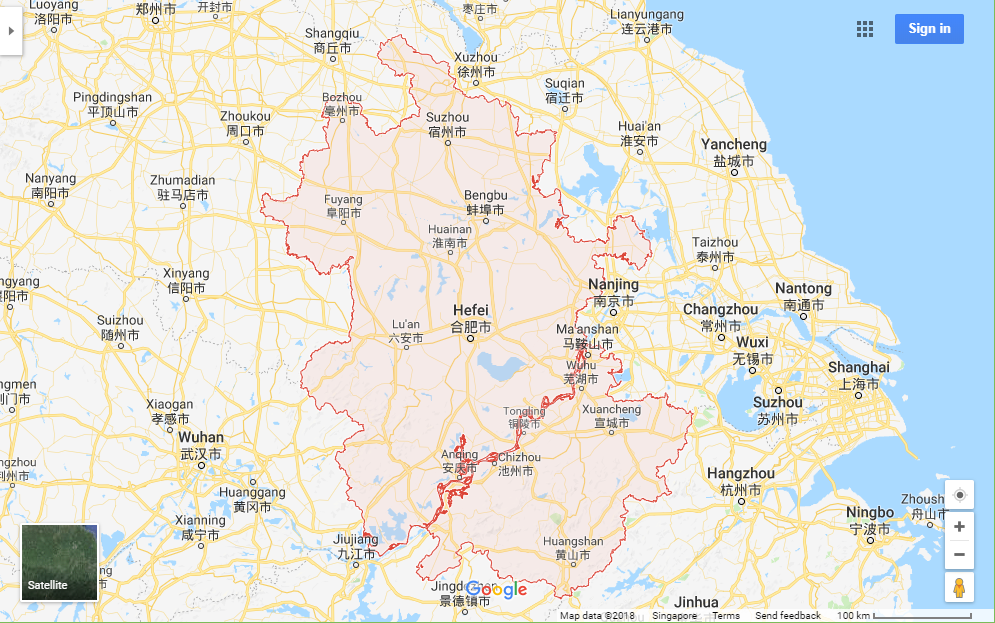 Luoyang
洛阳市
郑州市
开封市
枣庄市
Lianyungang
连云港市
Sign in
Shangqiu
商丘市
Xuzhou
徐州市
Suqian
宿迁市
Pingdingshan
平顶山市
Bozhou
亳州市
Zhoukou
周口市
Suzhou
宿州市
Huai'an
淮安市
Yancheng
盐城市
Nanyang
南阳市
Zhumadian
驻马店市
Fuyang
阜阳市
Bengbu
蚌埠市
Huainan
淮南市
Taizhou
泰州市
Xinyang
信阳市
Nanjing
南京市
Nantong
南通市
Suizhou
随州市
Hefei
合肥市
Lu'an
六安市
Changzhou
常州市
Ma'anshan
马鞍山市
Wuxi
无锡市
Wuhu
芜湖市
Shanghai
上海市
Suzhou
苏州市
Xiaogan
孝感市
Tongling
铜陵市
Xuancheng
宣城市
Wuhan
武汉市
Anqing
安庆市
Chizhou
池州市
Hangzhou
杭州市
Huanggang
黄冈市
Zhoush
舟山市
Ningbo
宁波市
Xianning
咸宁市
Jiujiang
九江市
Huangshan
黄山市
Satellite
景德镇市
Google
Jinhua
Map data ©2018
Singapore
Terms
Send feedback
100 km